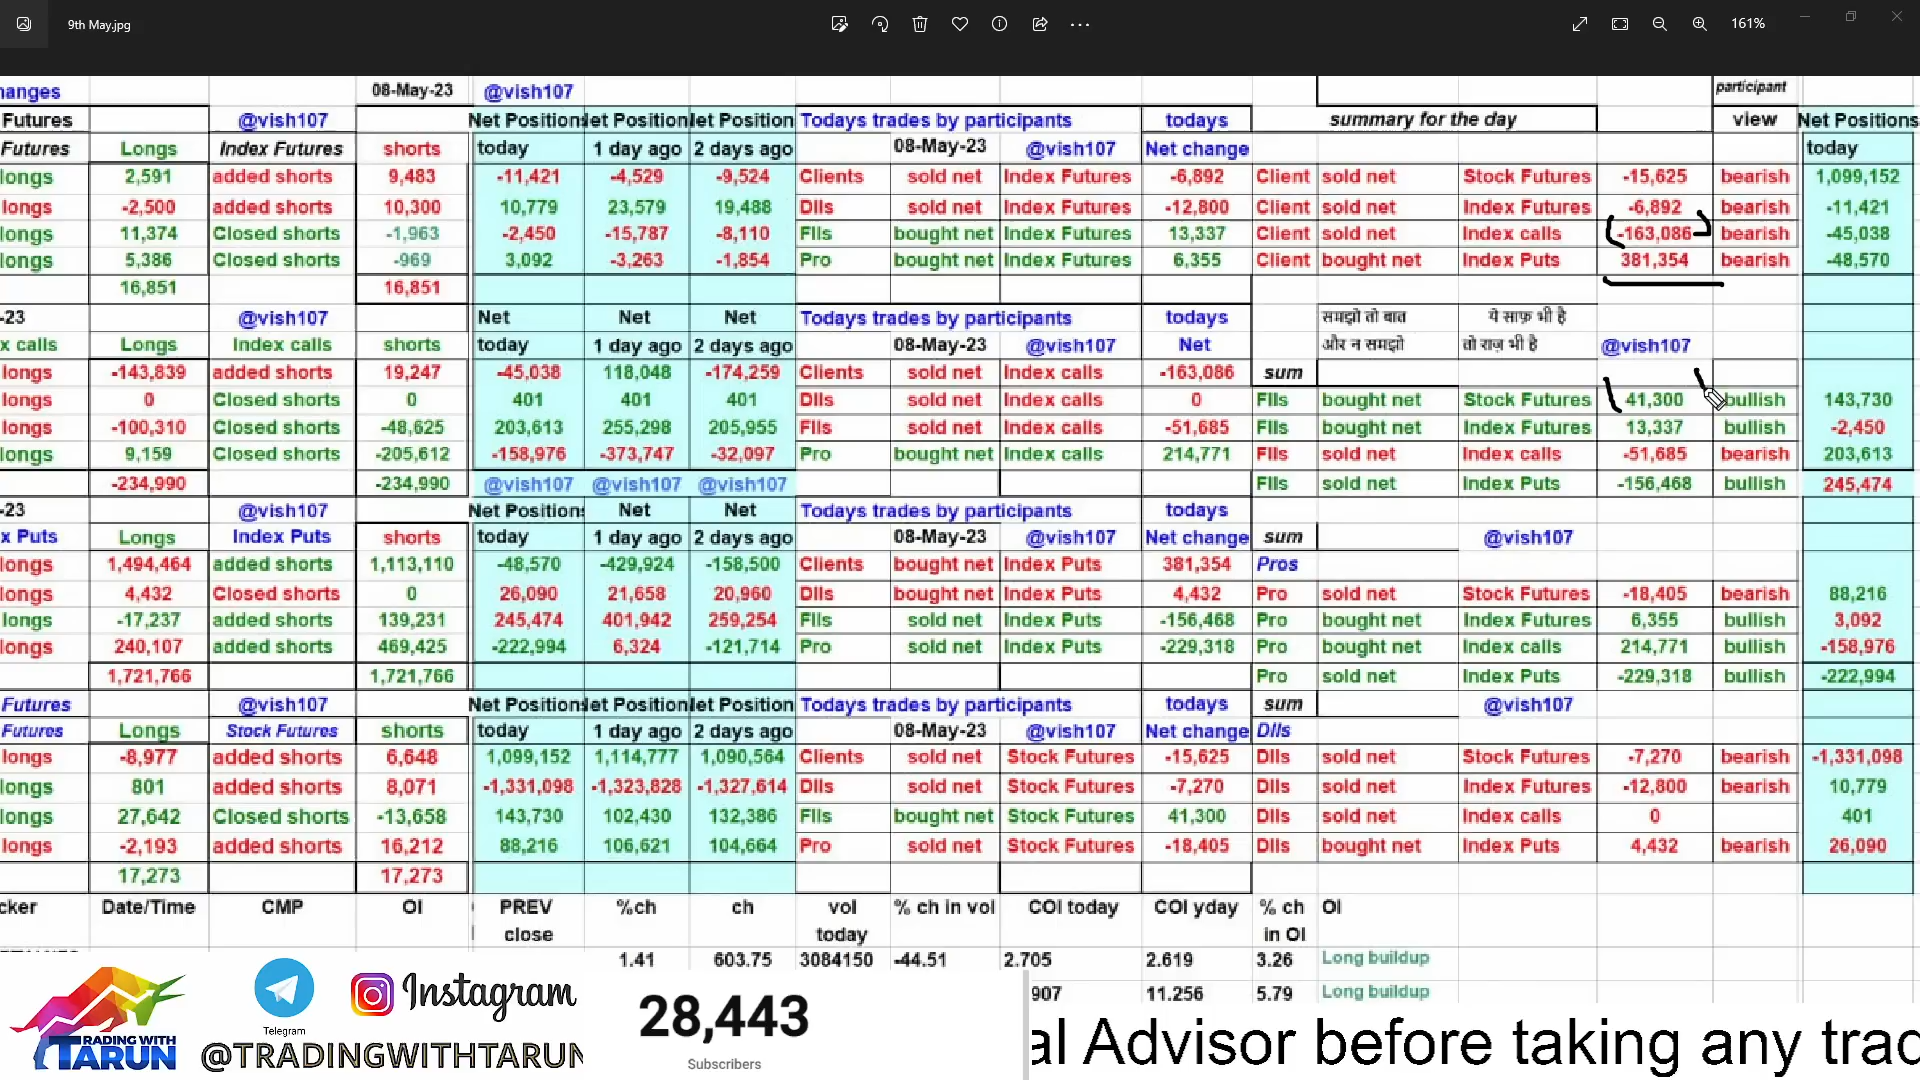 9th May.jpg
161%
hanges 08-May-23 @vish107 participant
Futures @vish107 Net Positions Net Position Net Position Todays trades by participants todays summary for the day view Net Positions
Futures Longs Index Futures shorts today 1 day ago 2 days ago 08-May-23 @vish107 Net change today
longs 2,591 added shorts 9,483 -11,421 -4,529 -9,524 Clients sold net Index Futures -6,892 Client sold net Stock Futures -15,625 bearish 1,099,152
longs -2,500 added shorts 10,300 10,779 23,579 19,488 DIIs sold net Index Futures -12,800 Client sold net Index Futures -6,892 bearish -11,421
longs 11,374 Closed shorts -1,963 -2,450 -15,787 -8,110 FIIs bought net Index Futures 13,337 Client sold net Index calls -163,086 bearish -45,038
longs 5,386 Closed shorts -969 3,092 -3,263 -1,854 Pro bought net Index Futures 6,355 Client bought net Index Puts 381,354 bearish -48,570
16,851 16,851
-23 @vish107 Net Net Net Todays trades by participants todays समझो तो बात ये साफ़ भी है
x calls Longs Index calls shorts today 1 day ago 2 days ago 08-May-23 @vish107 Net और न समझो तो राज़ भी है @vish107
longs -143,839 added shorts 19,247 -45,038 118,048 -174,259 Clients sold net Index calls -163,086 sum
longs 0 Closed shorts 0 401 401 401 DIIs sold net Index calls 0 FIIs bought net Stock Futures 41,300 bullish 143,730
longs -100,310 Closed shorts -48,625 203,613 255,298 205,955 FIIs sold net Index calls -51,685 FIIs bought net Index Futures 13,337 bullish -2,450
longs 9,159 Closed shorts -205,612 -158,976 -373,747 -32,097 Pro bought net Index calls 214,771 FIIs sold net Index calls -51,685 bearish 203,613
-234,990 -234,990 @vish107 @vish107 @vish107 FIIs sold net Index Puts -156,468 bullish 245,474
-23 @vish107 Net Positions Net Net Todays trades by participants todays
x Puts Longs Index Puts shorts today 1 day ago 2 days ago 08-May-23 @vish107 Net change sum @vish107
longs 1,494,464 added shorts 1,113,110 -48,570 -429,924 -158,500 Clients bought net Index Puts 381,354 Pros
longs 4,432 Closed shorts 0 26,090 21,658 20,960 DIIs bought net Index Puts 4,432 Pro sold net Stock Futures -18,405 bearish 88,216
longs -17,237 added shorts 139,231 245,474 401,942 259,254 FIIs sold net Index Puts -156,468 Pro bought net Index Futures 6,355 bullish 3,092
longs 240,107 added shorts 469,425 -222,994 6,324 -121,714 Pro sold net Index Puts -229,318 Pro bought net Index calls 214,771 bullish -158,976
1,721,766 1,721,766 Pro sold net Index Puts -229,318 bullish -222,994
Futures @vish107 Net Positions Net Position Net Position Todays trades by participants todays sum @vish107
Futures Longs Stock Futures shorts today 1 day ago 2 days ago 08-May-23 @vish107 Net change DIIs
longs -8,977 added shorts 6,648 1,099,152 1,114,777 1,090,564 Clients sold net Stock Futures -15,625 DIIs sold net Stock Futures -7,270 bearish -1,331,098
longs 801 added shorts 8,071 -1,331,098 -1,323,828 -1,327,614 DIIs sold net Stock Futures -7,270 DIIs sold net Index Futures -12,800 bearish 10,779
longs 27,642 Closed shorts -13,658 143,730 102,430 132,386 FIIs bought net Stock Futures 41,300 DIIs sold net Index calls 0 401
longs -2,193 added shorts 16,212 88,216 106,621 104,664 Pro sold net Stock Futures -18,405 DIIs bought net Index Puts 4,432 bearish 26,090
17,273 17,273
cker Date/Time CMP OI PREV %ch ch vol % ch in vol COI today COI yday % ch OI
close today in OI
1.41 603.75 3084150 -44.51 2.705 2.619 3.26 Long buildup
907 11.256 5.79 Long buildup
TRADING WITH
TARUN
Telegram
Instagram
@TRADINGWITHTARUN
28,443
Subscribers
al Advisor before taking any trad